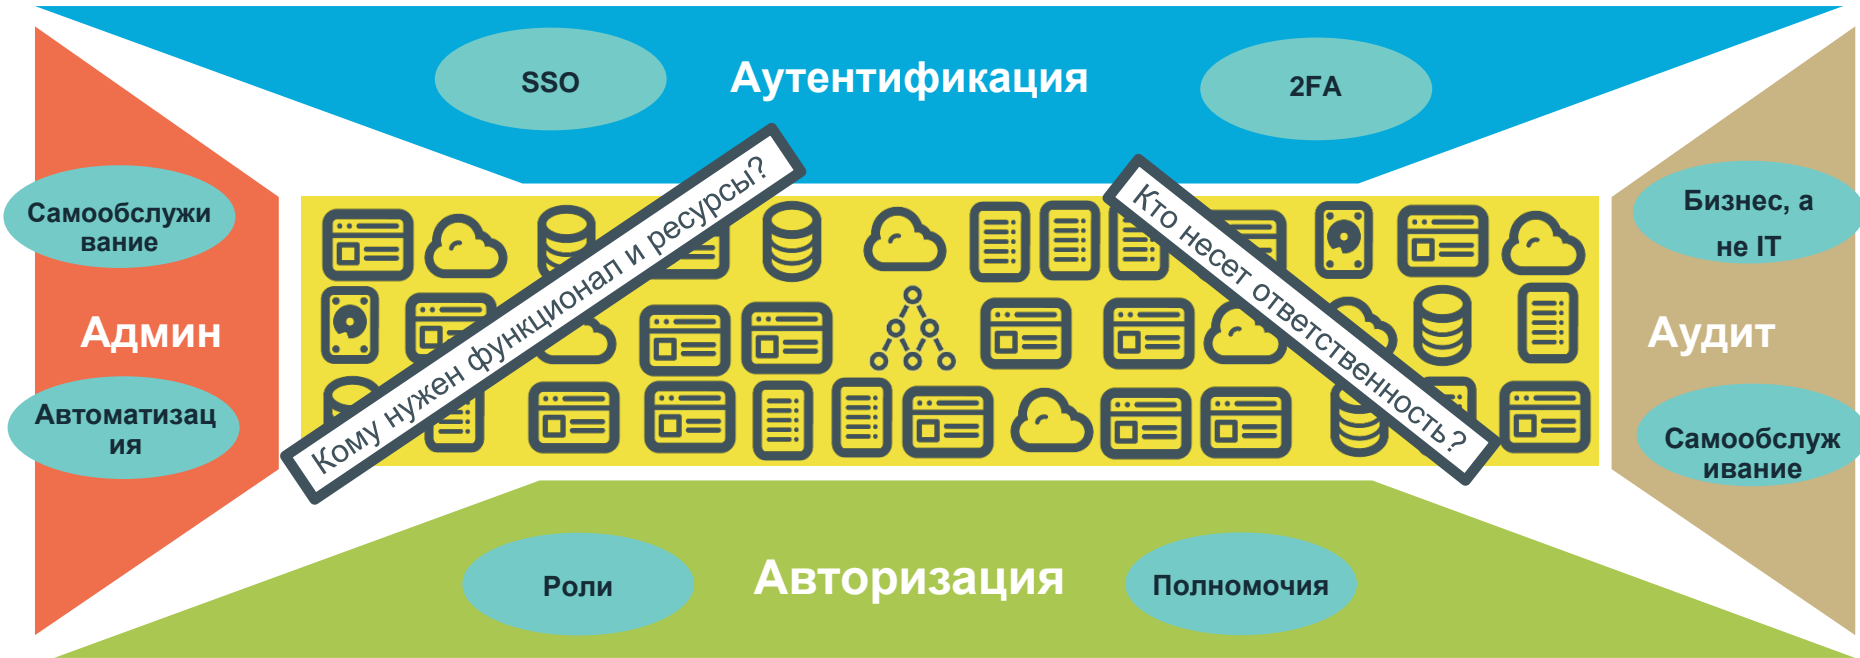 SSO
Аутентификация
2FA
Самообслужи
вание
Админ
Автоматизац
ия
Кому нужен функционал и ресурсы?
Кто несет ответственность?
Бизнес, а
не IT
Аудит
Самообслуж
ивание
Роли
Авторизация
Полномочия